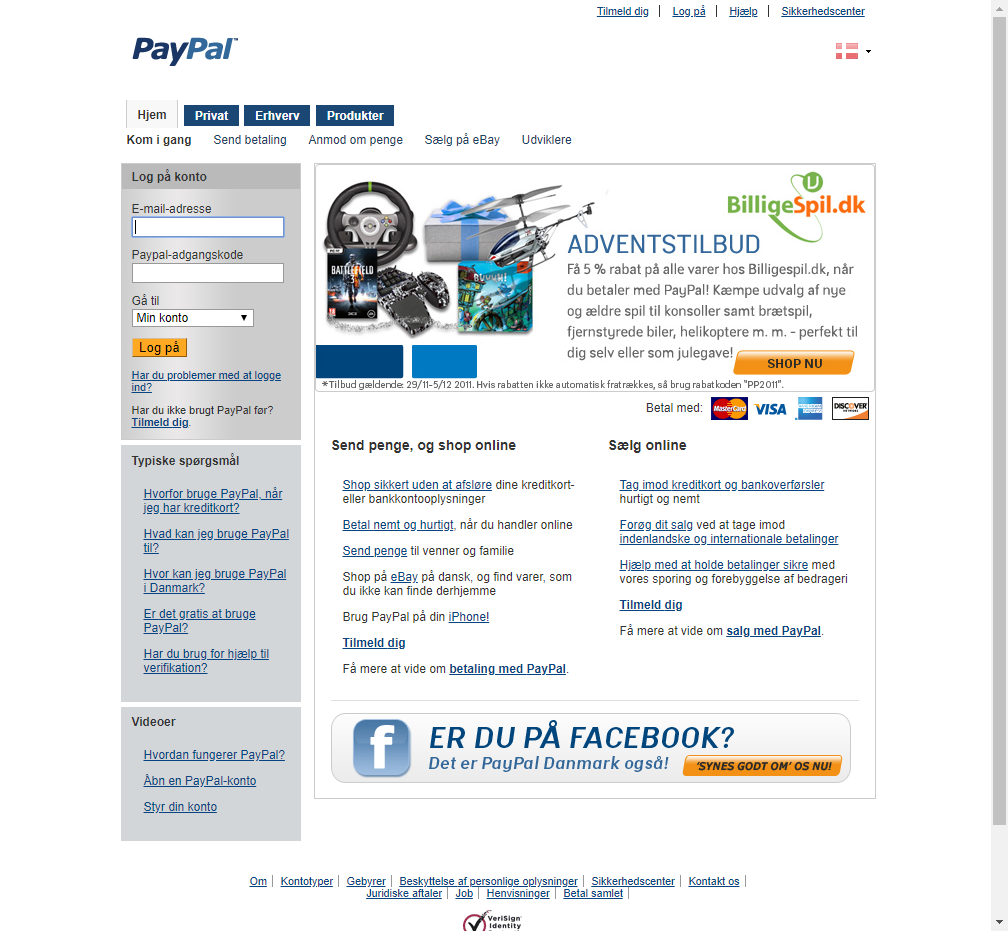 Tilmeld dig
Log på
Hjælp
Sikkerhedscenter
PayPal™
Hjem
Privat
Erhverv
Produkter
Kom i gang
Send betaling
Anmod om penge
Sælg på eBay
Udviklere
Log på konto
E-mail-adresse
Paypal-adgangskode
Gå til
Min konto
Log på
Har du problemer med at logge
ind?
Har du ikke brugt PayPal før?
Tilmeld dig.
Typiske spørgsmål
Hvorfor bruge PayPal, når
jeg har kreditkort?
Hvad kan jeg bruge PayPal
til?
Hvor kan jeg bruge PayPal
i Danmark?
Er det gratis at bruge
PayPal?
Har du brug for hjælp til
verifikation?
Videoer
Hvordan fungerer PayPal?
Åbn en PayPal-konto
Styr din konto
BATTLEFIELD
3
BilligeSpil.dk
ADVENTSTILBUD
Få 5 % rabat på alle varer hos Billigespil.dk, når
du betaler med PayPal! Kæmpe udvalg af nye
og ældre spil til konsoller samt brætspil,
fjernstyrede biler, helikoptere m. m. - perfekt til
dig selv eller som julegave!
SHOP NU
*Tilbud gældende: 29/11-5/12 2011. Hvis rabatten ikke automatisk fratrækkes, så brug rabatkoden "PP2011".
Betal med:
MasterCard
VISA
DISCOVER
Send penge, og shop online
Shop sikkert uden at afsløre dine kreditkort-
eller bankkontooplysninger
Betal nemt og hurtigt, når du handler online
Send penge til venner og familie
Shop på eBay på dansk, og find varer, som
du ikke kan finde derhjemme
Brug PayPal på din iPhone!
Tilmeld dig
Få mere at vide om betaling med PayPal.
Sælg online
Tag imod kreditkort og bankoverførsler
hurtigt og nemt
Forøg dit salg ved at tage imod
indenlandske og internationale betalinger
Hjælp med at holde betalinger sikre med
vores sporing og forebyggelse af bedrageri
Tilmeld dig
Få mere at vide om salg med PayPal.
f
ER DU PÅ FACEBOOK?
Det er PayPal Danmark også!
'SYNES GODT OM' OS NU!
Om
Kontotyper
Gebyrer
Beskyttelse af personlige oplysninger
Sikkerhedscenter
Kontakt os
Juridiske aftaler
Job
Henvisninger
Betal samlet
VeriSign
Identity